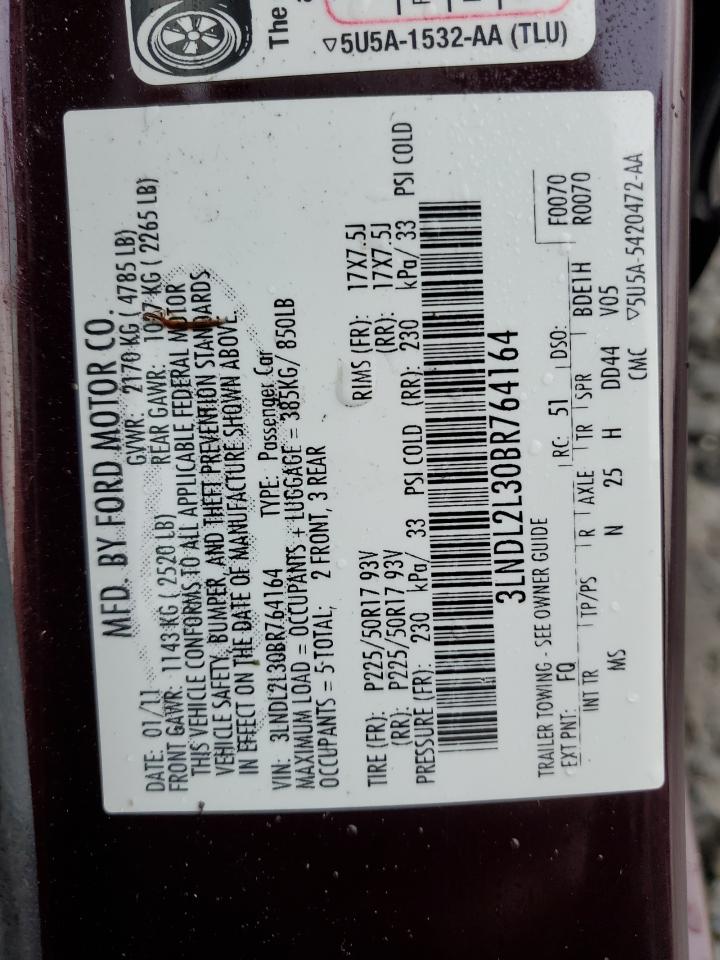 The
▽5U5A-1532-AA (TLU)
MFD. BY FORD MOTOR CO.
DATE: 01/11 GVWR: 2170 KG ( 4785 LB)
FRONT GAWR: 1143 KG ( 2520 LB) REAR GAWR: 1027 KG ( 2265 LB)
THIS VEHICLE CONFORMS TO ALL APPLICABLE FEDERAL MOTOR
VEHICLE SAFETY, BUMPER, AND THEFT PREVENTION STANDARDS
IN EFFECT ON THE DATE OF MANUFACTURE SHOWN ABOVE.
VIN: 3LNDL2L30BR764164 TYPE: Passenger Car
MAXIMUM LOAD = OCCUPANTS + LUGGAGE = 385KG/ 850LB
OCCUPANTS = 5 TOTAL; 2 FRONT, 3 REAR
TIRE (FR): P225/50R17 93V RIMS (FR): 17X7.5J
(RR): P225/50R17 93V (RR): 17X7.5J
PRESSURE (FR): 230 kPa/ 33 PSI COLD (RR): 230 kPa/ 33 PSI COLD
3LNDL2L30BR764164
TRAILER TOWING - SEE OWNER GUIDE
EXT PNT: FQ RC: 51 DSO: F0070
R0070
INT TR TP/PS R AXLE TR SPR BDE1H
MS N 25 H DD44 V05
CMC ▽5U5A-5420472-AA